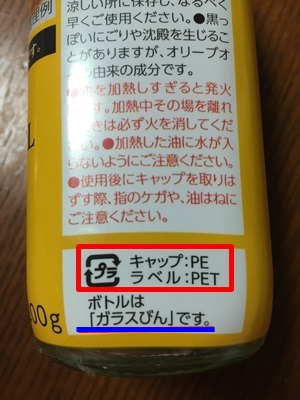 理例
す。
L
00g
涼しい所に保存し、なるべく
早くご使用ください。●黒っ
ぽいにごりや沈殿を生じるこ
とがありますが、オリーブオ
ル由来の成分です。
を加熱しすぎると発火
す。加熱中その場を離れ
きは必ず火を消してくだ
い。●加熱した油に水が入
らないようにご注意ください。
●使用後にキャップを取りは
ずす際、指のケガや、油はねに
ご注意ください。
プラ
キャップ:PE
ラベル:PET
ボトルは
「ガラスびん」です。